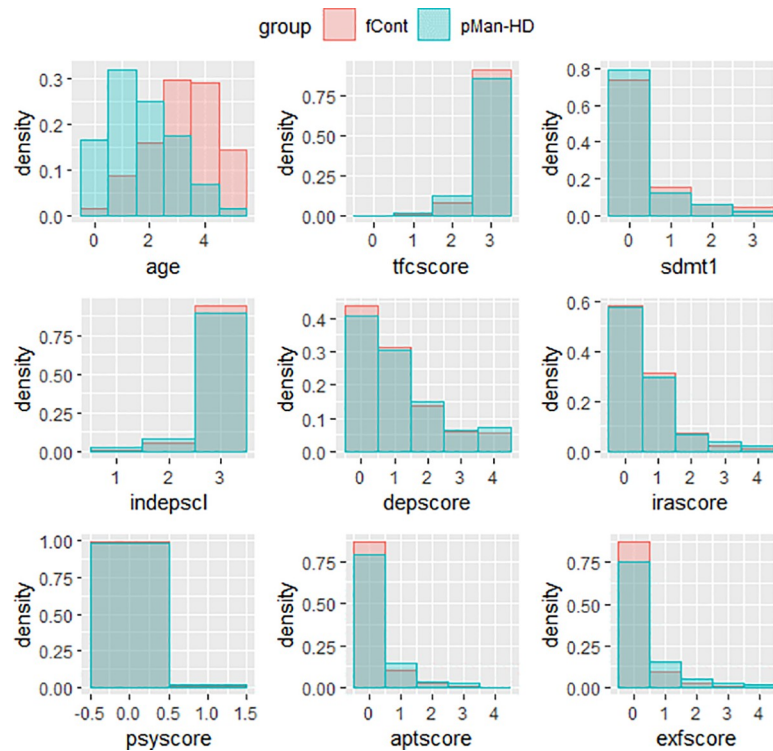 group fCont pMan-HD
density
0.3
0.2
0.1
0.0
0 2 4
age
density
0.75
0.50
0.25
0.00
0 1 2 3
tfcscore
density
0.8
0.6
0.4
0.2
0.0
0 1 2 3
sdmt1
density
0.75
0.50
0.25
0.00
1 2 3
indepscl
density
0.4
0.3
0.2
0.1
0.0
0 1 2 3 4
depscore
density
0.6
0.4
0.2
0.0
0 1 2 3 4
irascore
density
1.00
0.75
0.50
0.25
0.00
-0.5 0.0 0.5 1.0 1.5
psyscore
density
0.75
0.50
0.25
0.00
0 1 2 3 4
aptscore
density
0.75
0.50
0.25
0.00
0 1 2 3 4
exfscore